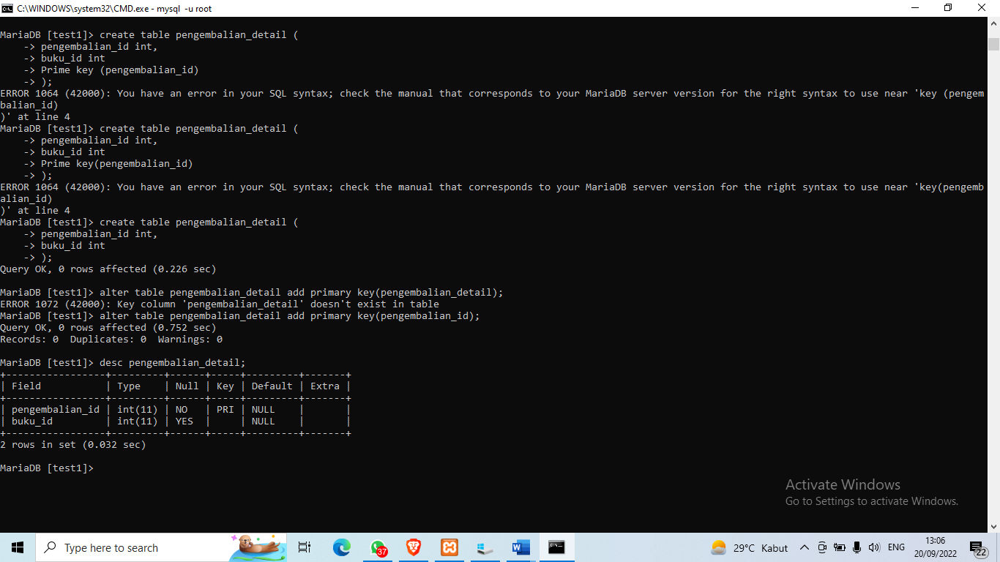 C:\WINDOWS\system32\CMD.exe - mysql  -u root
MariaDB [test1]> create table pengembalian_detail (
    -> pengembalian_id int,
    -> buku_id int
    -> Prime key (pengembalian_id)
    -> );
ERROR 1064 (42000): You have an error in your SQL syntax; check the manual that corresponds to your MariaDB server version for the right syntax to use near 'key (pengem
balian_id)
)' at line 4
MariaDB [test1]> create table pengembalian_detail (
    -> pengembalian_id int,
    -> buku_id int
    -> Prime key(pengembalian_id)
    -> );
ERROR 1064 (42000): You have an error in your SQL syntax; check the manual that corresponds to your MariaDB server version for the right syntax to use near 'key(pengemb
alian_id)
)' at line 4
MariaDB [test1]> create table pengembalian_detail (
    -> pengembalian_id int,
    -> buku_id int
    -> );
Query OK, 0 rows affected (0.226 sec)
MariaDB [test1]> alter table pengembalian_detail add primary key(pengembalian_detail);
ERROR 1072 (42000): Key column 'pengembalian_detail' doesn't exist in table
MariaDB [test1]> alter table pengembalian_detail add primary key(pengembalian_id);
Query OK, 0 rows affected (0.752 sec)
Records: 0  Duplicates: 0  Warnings: 0
MariaDB [test1]> desc pengembalian_detail;
+-----------------+---------+------+-----+---------+-------+
| Field           | Type    | Null | Key | Default | Extra |
+-----------------+---------+------+-----+---------+-------+
| pengembalian_id | int(11) | NO   | PRI | NULL    |       |
| buku_id         | int(11) | YES  |     | NULL    |       |
+-----------------+---------+------+-----+---------+-------+
2 rows in set (0.032 sec)
MariaDB [test1]>
Activate Windows
Go to Settings to activate Windows.
Type here to search
37
29°C Kabut
ENG
13:06
20/09/2022
22